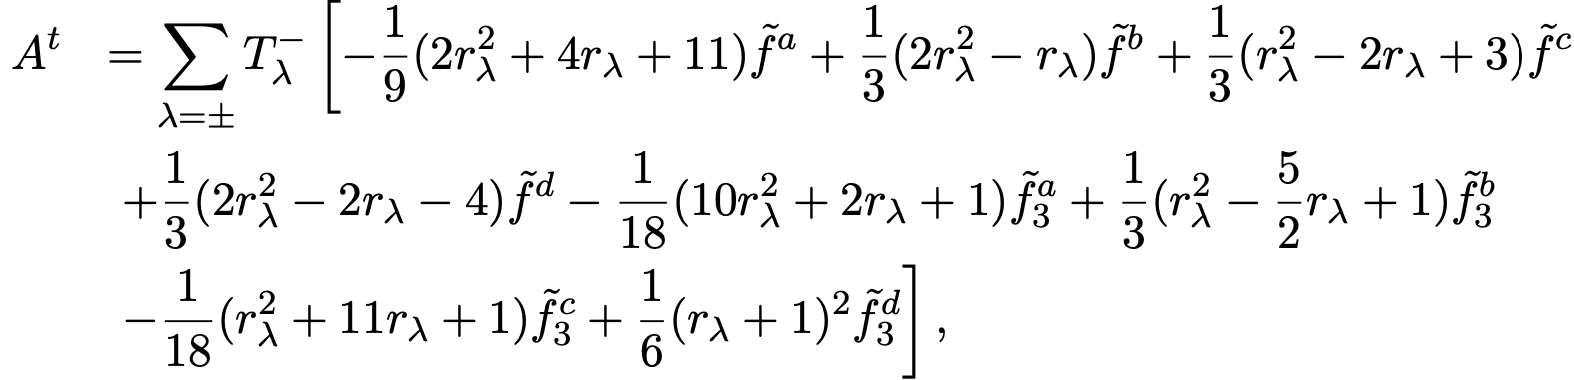 $A^t = \sum_{\lambda=\pm} T_\lambda^- \left[ -\frac{1}{9}(2r_\lambda^2 + 4r_\lambda + 11)\tilde{f}^a + \frac{1}{3}(2r_\lambda^2 - r_\lambda)\tilde{f}^b + \frac{1}{3}(r_\lambda^2 - 2r_\lambda + 3)\tilde{f}^c \right.$
$+\frac{1}{3}(2r_\lambda^2 - 2r_\lambda - 4)\tilde{f}^d - \frac{1}{18}(10r_\lambda^2 + 2r_\lambda + 1)\tilde{f}_3^a + \frac{1}{3}(r_\lambda^2 - \frac{5}{2}r_\lambda + 1)\tilde{f}_3^b$
$\left. -\frac{1}{18}(r_\lambda^2 + 11r_\lambda + 1)\tilde{f}_3^c + \frac{1}{6}(r_\lambda + 1)^2\tilde{f}_3^d \right],$